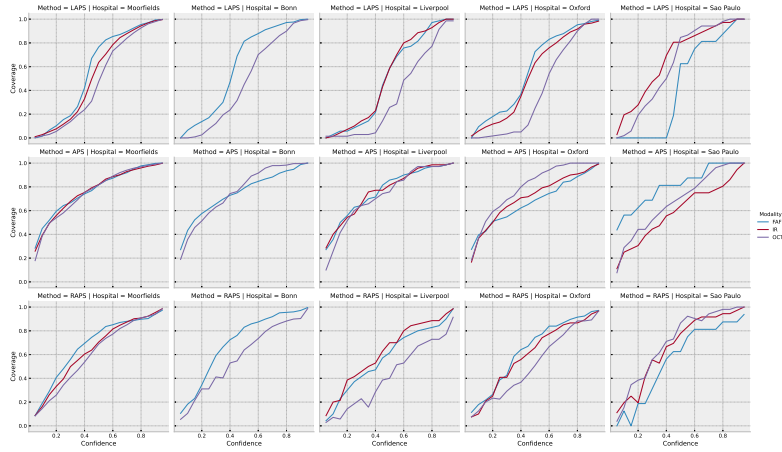 Method = LAPS | Hospital = Moorfields
Method = LAPS | Hospital = Bonn
Method = LAPS | Hospital = Liverpool
Method = LAPS | Hospital = Oxford
Method = LAPS | Hospital = Sao Paulo
1.0
0.8
0.6
0.4
0.2
0.0
Coverage
Method = APS | Hospital = Moorfields
Method = APS | Hospital = Bonn
Method = APS | Hospital = Liverpool
Method = APS | Hospital = Oxford
Method = APS | Hospital = Sao Paulo
1.0
0.8
0.6
0.4
0.2
0.0
Coverage
Modality
FAF
IR
OCT
Method = RAPS | Hospital = Moorfields
Method = RAPS | Hospital = Bonn
Method = RAPS | Hospital = Liverpool
Method = RAPS | Hospital = Oxford
Method = RAPS | Hospital = Sao Paulo
1.0
0.8
0.6
0.4
0.2
0.0
Coverage
0.2 0.4 0.6 0.8
0.2 0.4 0.6 0.8
0.2 0.4 0.6 0.8
0.2 0.4 0.6 0.8
0.2 0.4 0.6 0.8
Confidence
Confidence
Confidence
Confidence
Confidence